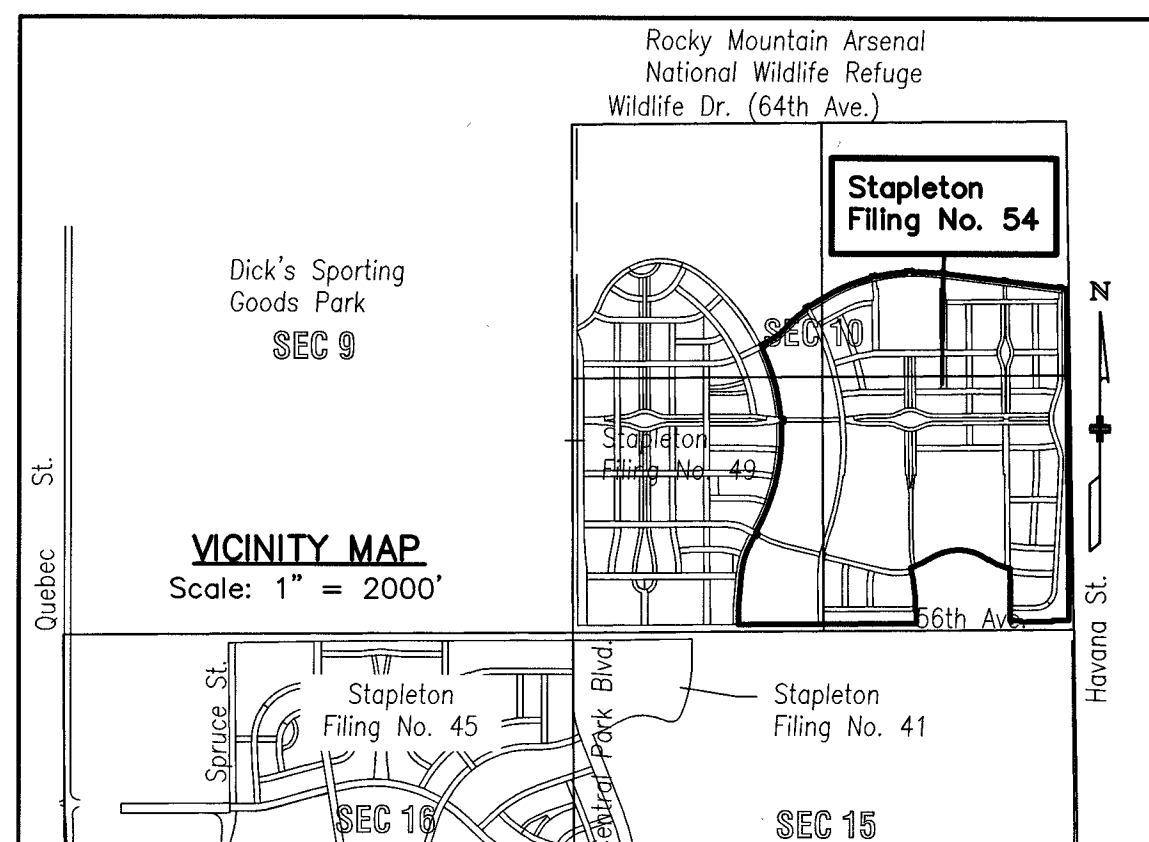 Rocky Mountain Arsenal
National Wildlife Refuge
Wildlife Dr. (64th Ave.)
Stapleton
Filing No. 54
Dick's Sporting
Goods Park
SEC 9
SEC 10
N
Stapleton
Filing No. 49
Quebec St.
VICINITY MAP
Scale: 1" = 2000'
56th Ave.
Havana St.
Spruce St.
Stapleton
Filing No. 45
Central Park Blvd.
Stapleton
Filing No. 41
SEC 16
SEC 15